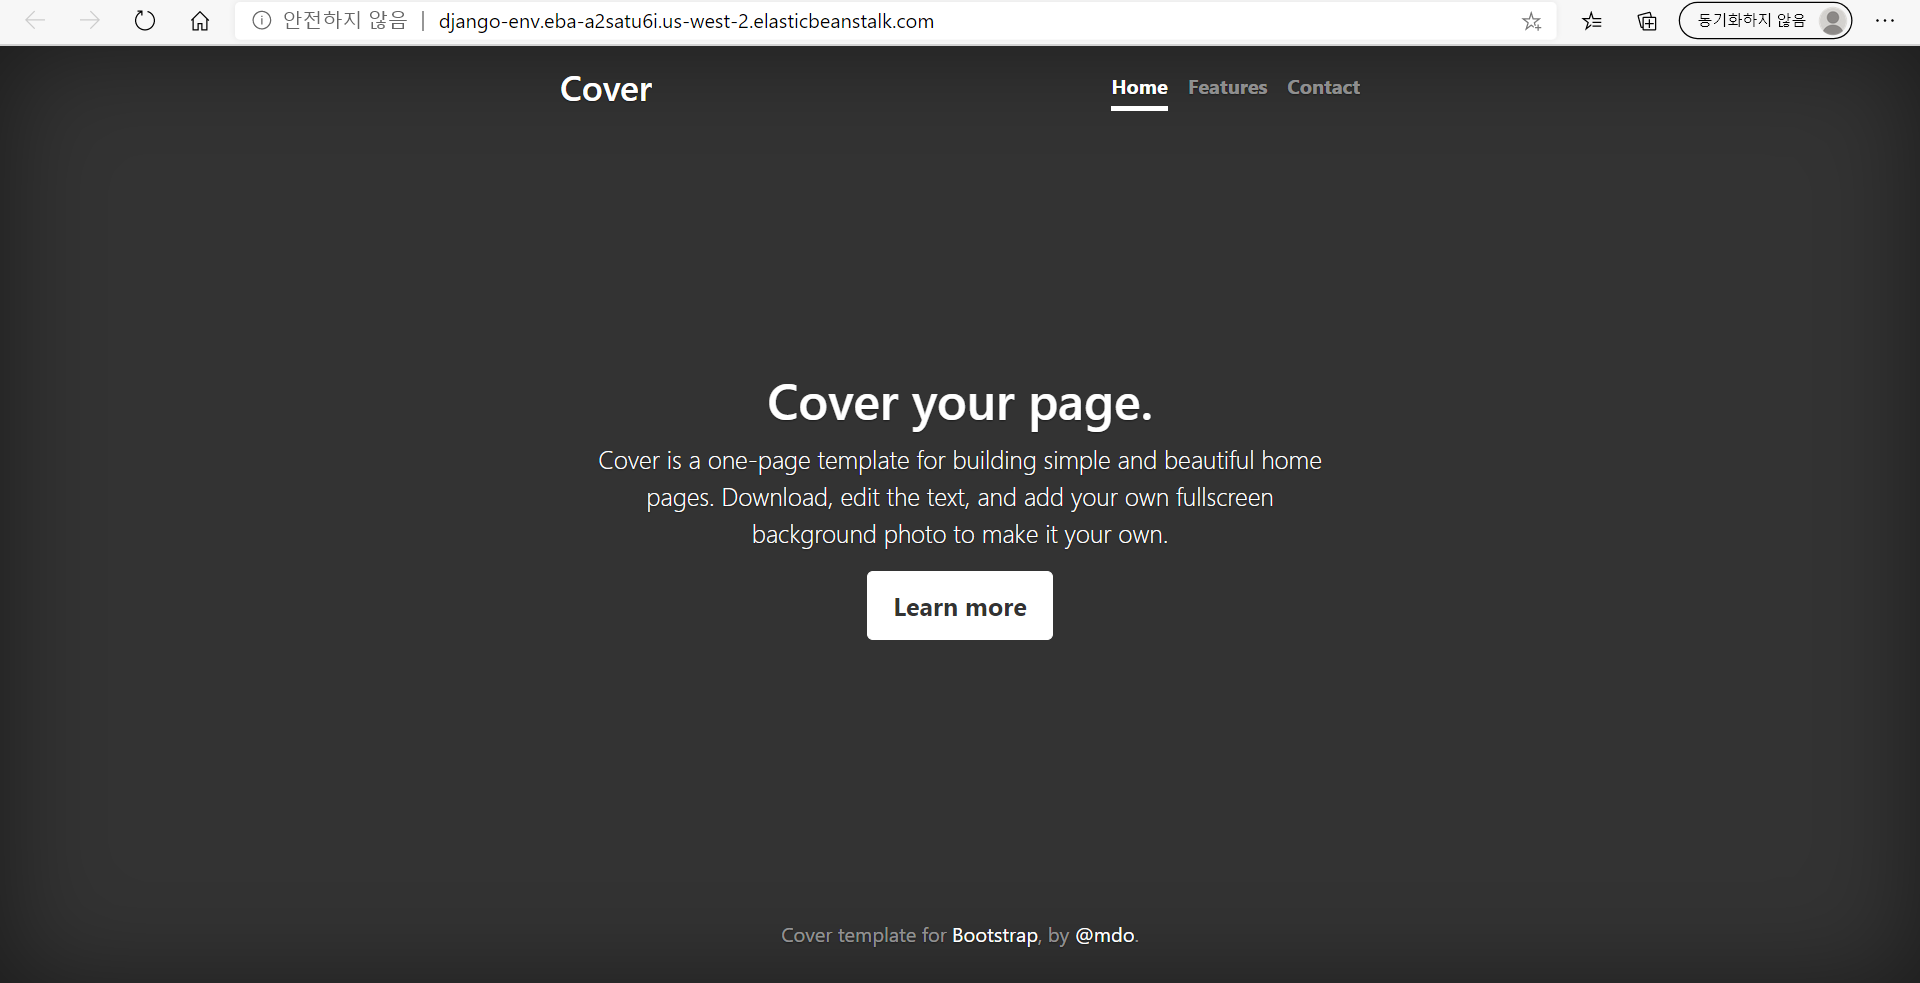 안전하지 않음 | django-env.eba-a2satu6i.us-west-2.elasticbeanstalk.com
동기화하지 않음
Cover
Home Features Contact
Cover your page.
Cover is a one-page template for building simple and beautiful home
pages. Download, edit the text, and add your own fullscreen
background photo to make it your own.
Learn more
Cover template for Bootstrap, by @mdo.